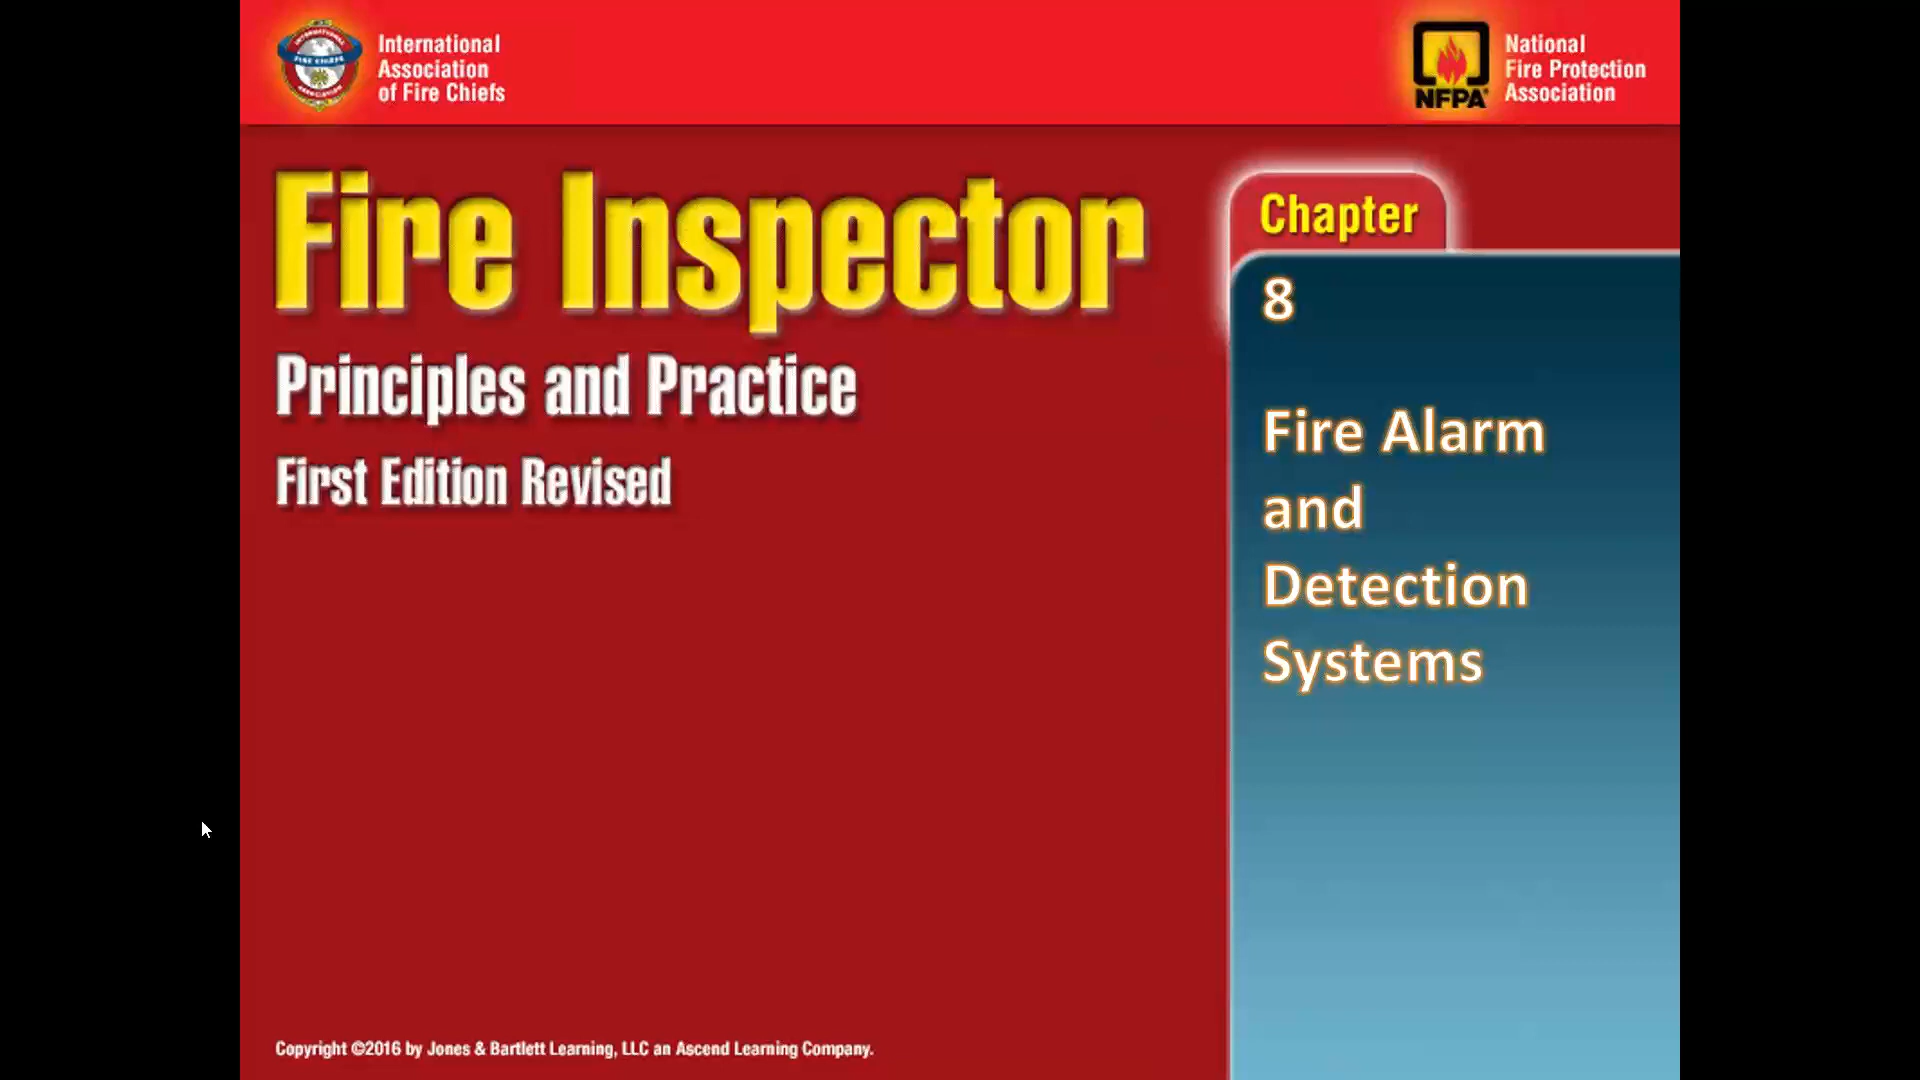 International
Association
of Fire Chiefs
NFPA
National
Fire Protection
Association
Fire Inspector
Principles and Practice
First Edition Revised
Chapter
8
Fire Alarm
and
Detection
Systems
Copyright ©2016 by Jones & Bartlett Learning, LLC an Ascend Learning Company.